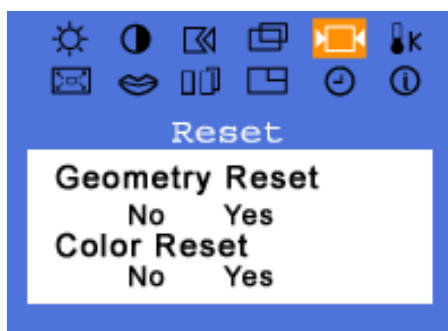 K
Reset
Geometry Reset
No Yes
Color Reset
No Yes